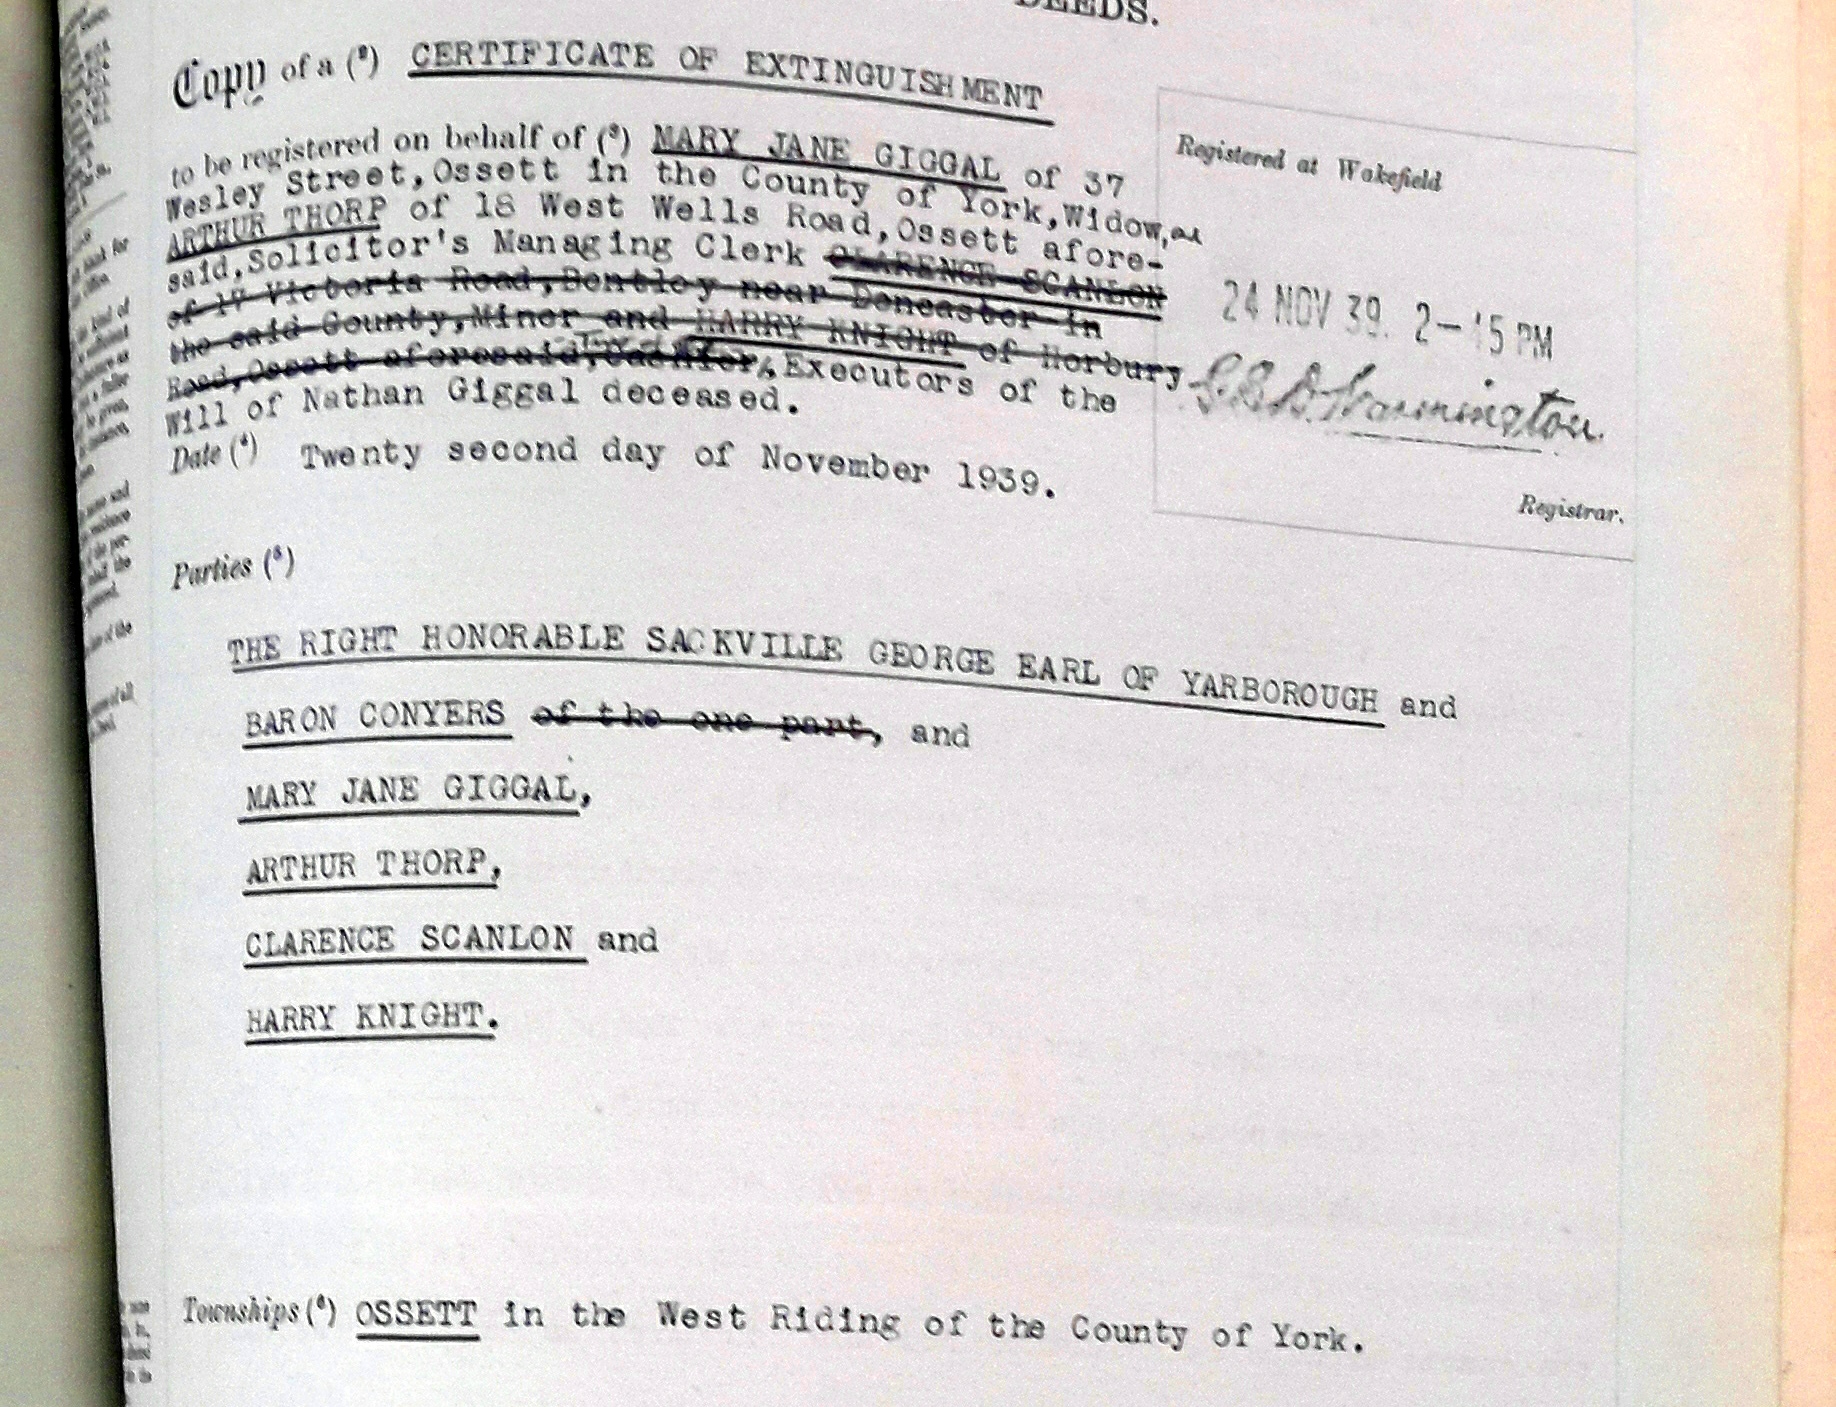 DEEDS.
Copy of a (²) CERTIFICATE OF EXTINGUISHMENT
to be registered on behalf of (³) MARY JANE GIGGAL of 37
Wesley Street, Ossett in the County of York, Widow,
ARTHUR THORP of 18 West Wells Road, Ossett afore-
said, Solicitor's Managing Clerk CLARENCE SCANLON
of 17 Victoria Road, Bentley near Doncaster in
the said County, Miner and HARRY KNIGHT of Horbury
Road, Ossett aforesaid, Executors of the
Will of Nathan Giggal deceased.
Date (⁴) Twenty second day of November 1939.
Registered at Wakefield
24 NOV 39. 2-15 PM
Registrar.
Parties (⁵)
THE RIGHT HONORABLE SACKVILLE GEORGE EARL OF YARBOROUGH and
BARON CONYERS of the one part, and
MARY JANE GIGGAL,
ARTHUR THORP,
CLARENCE SCANLON and
HARRY KNIGHT.
Townships (⁶) OSSETT in the West Riding of the County of York.